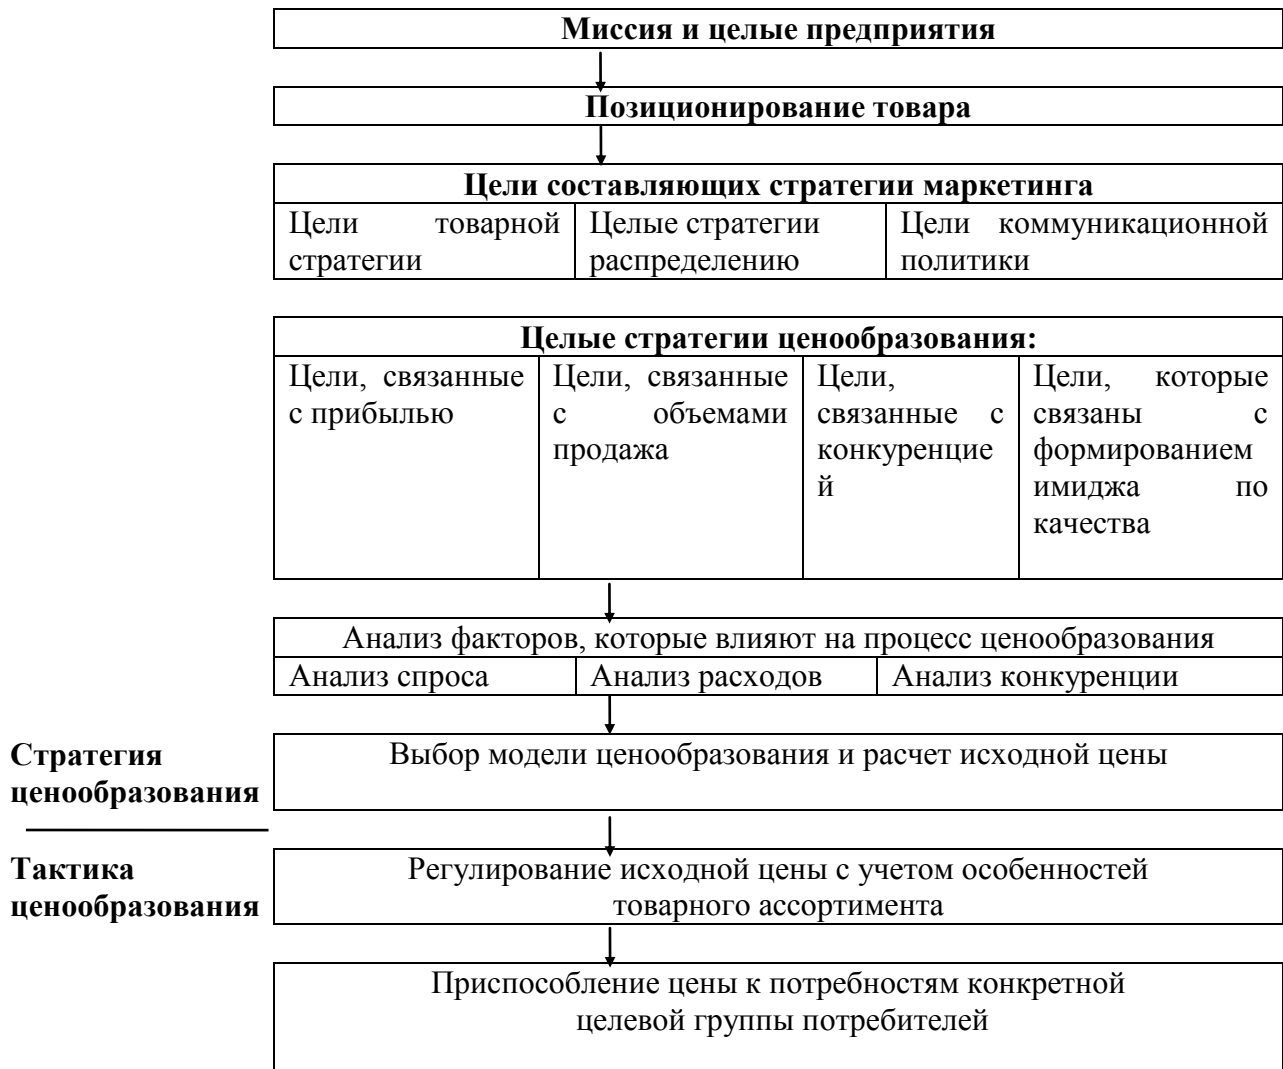 Миссия и целые предприятия
Позиционирование товара
Цели составляющих стратегии маркетинга
Цели товарной
стратегии
Целые стратегии
распределению
Цели коммуникационной
политики
Целые стратегии ценообразования:
Цели, связанные
с прибылью
Цели, связанные
с объемами
продажа
Цели,
связанные с
конкуренцие
й
Цели, которые
связаны с
формированием
имиджа по
качества
Анализ факторов, которые влияют на процесс ценообразования
Анализ спроса
Анализ расходов
Анализ конкуренции
Стратегия
ценообразования
Выбор модели ценообразования и расчет исходной цены
Тактика
ценообразования
Регулирование исходной цены с учетом особенностей
товарного ассортимента
Приспособление цены к потребностям конкретной
целевой группы потребителей